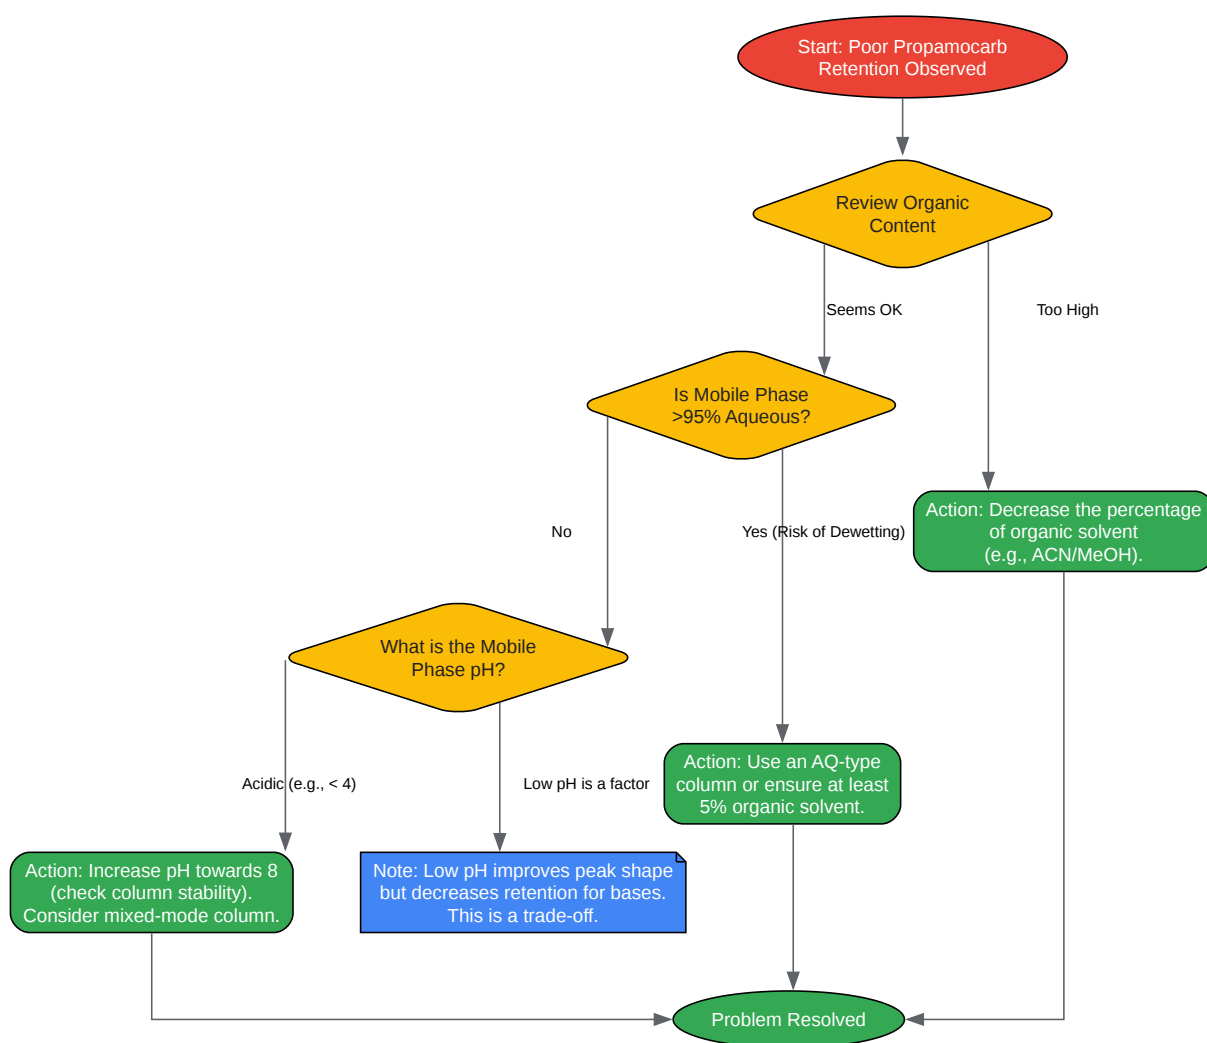 Start: Poor Propamocarb
Retention Observed
Review Organic
Content
Seems OK
Too High
Is Mobile Phase
>95% Aqueous?
No
Yes (Risk of Dewetting)
Action: Decrease the percentage
of organic solvent
(e.g., ACN/MeOH).
What is the Mobile
Phase pH?
Acidic (e.g., < 4)
Low pH is a factor
Action: Use an AQ-type
column or ensure at least
5% organic solvent.
Action: Increase pH towards 8
(check column stability).
Consider mixed-mode column.
Note: Low pH improves peak shape
but decreases retention for bases.
This is a trade-off.
Problem Resolved